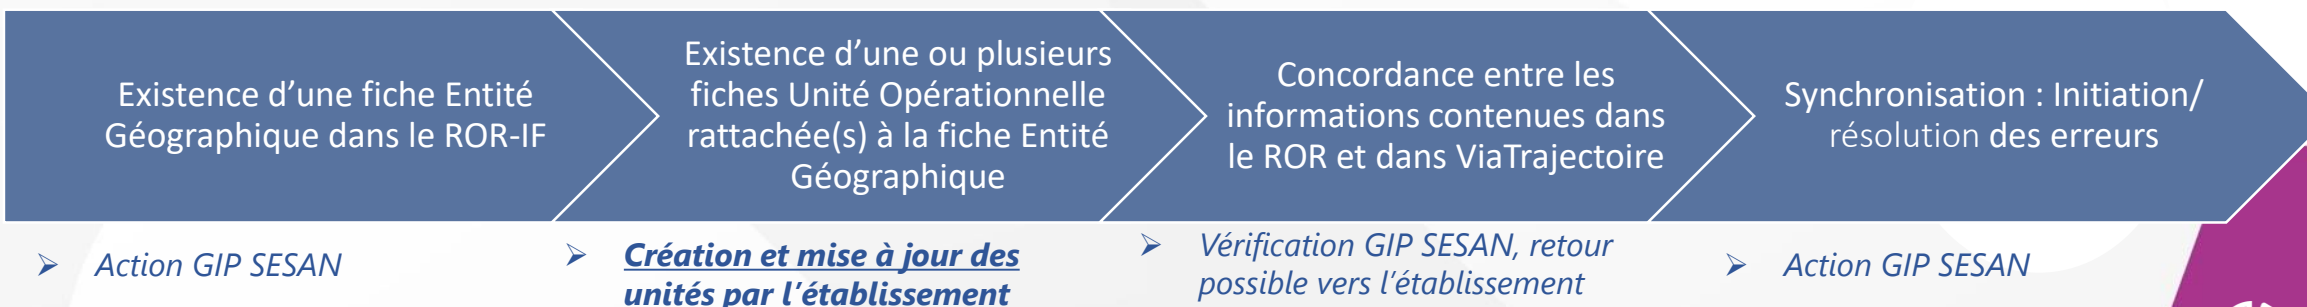 Existence d’une fiche Entité
Géographique dans le ROR-IF
Existence d’une ou plusieurs
fiches Unité Opérationnelle
rattachée(s) à la fiche Entité
Géographique
Concordance entre les
informations contenues dans
le ROR et dans ViaTrajectoire
Synchronisation : Initiation/
résolution des erreurs
➢ Action GIP SESAN
➢ Création et mise à jour des
unités par l’établissement
➢ Vérification GIP SESAN, retour
possible vers l’établissement
➢ Action GIP SESAN